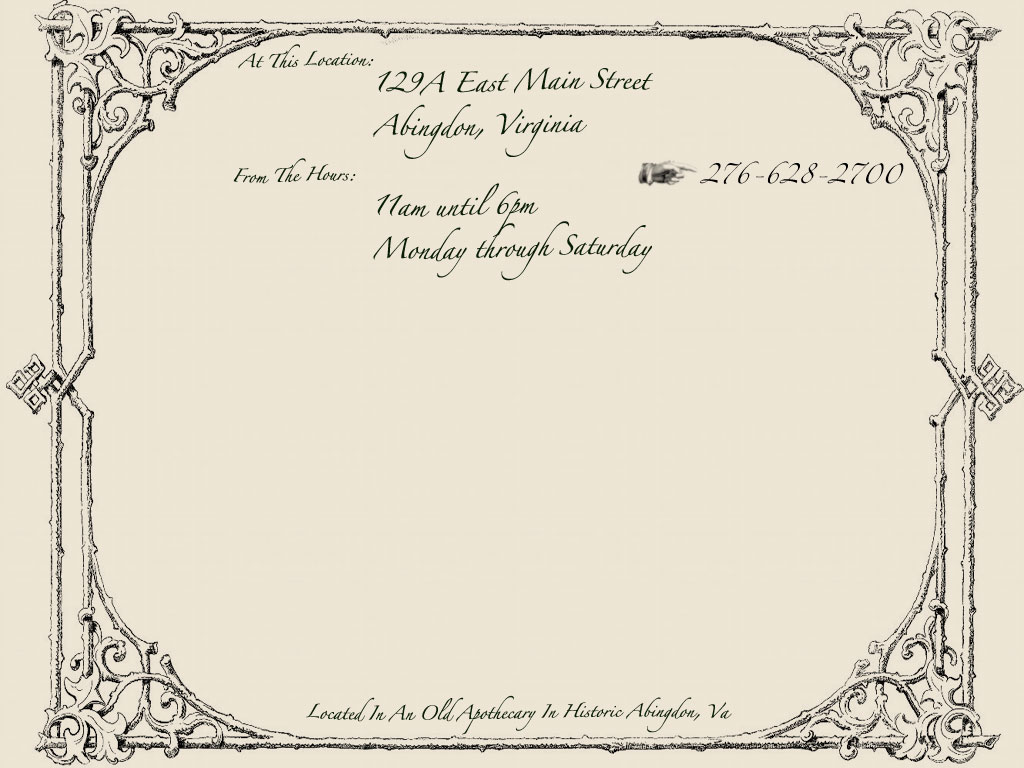 At This Location:
129A East Main Street
Abingdon, Virginia
From The Hours:
276-628-2700
11am until 6pm
Monday through Saturday
Located In An Old Apothecary In Historic Abingdon, Va